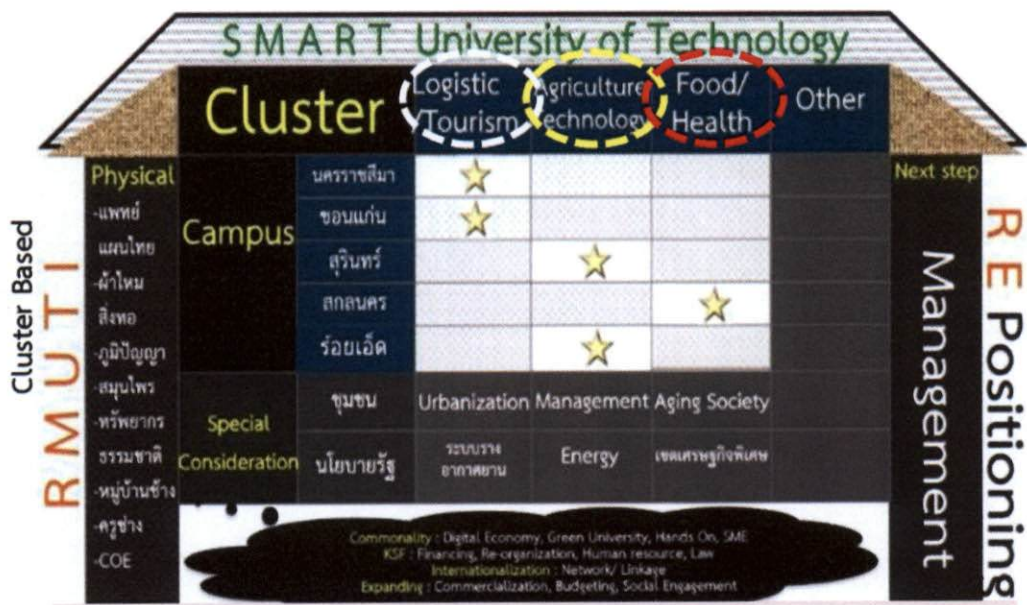 SMART University of Technology
Cluster
Logistic
/Tourism
Agriculture
Technology
Food/
Health
Other
Physical
-แพทย์
แผนไทย
-ผ้าไหม
สิ่งทอ
-ภูมิปัญญา
-สมุนไพร
-ทรัพยากร
ธรรมชาติ
-หมู่บ้านช้าง
-ครูช่าง
-COE
Campus
นครราชสีมา
ขอนแก่น
สุรินทร์
สกลนคร
ร้อยเอ็ด
Special
Consideration
ชุมชน
Urbanization
Management
Aging Society
นโยบายรัฐ
ระบบราง
อากาศยาน
Energy
เขตเศรษฐกิจพิเศษ
Commonality : Digital Economy, Green University, Hands On, SME
KSF : Financing, Re-organization, Human resource, Law
Internationalization : Network/ Linkage
Expanding : Commercialization, Budgeting, Social Engagement
Next step
Management
Cluster Based
RMUTI
RE Positioning